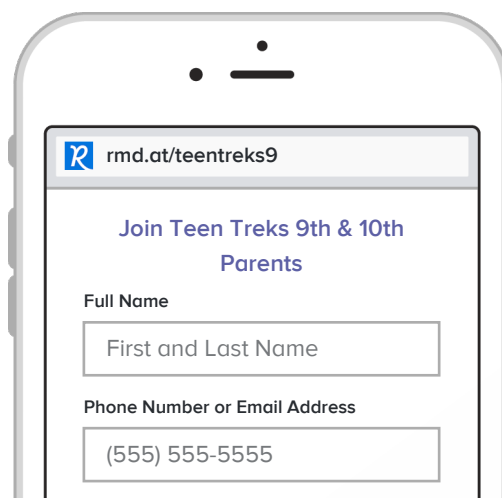 rmd.at/teentreks9
Join Teen Treks 9th & 10th
Parents
Full Name
First and Last Name
Phone Number or Email Address
(555) 555-5555